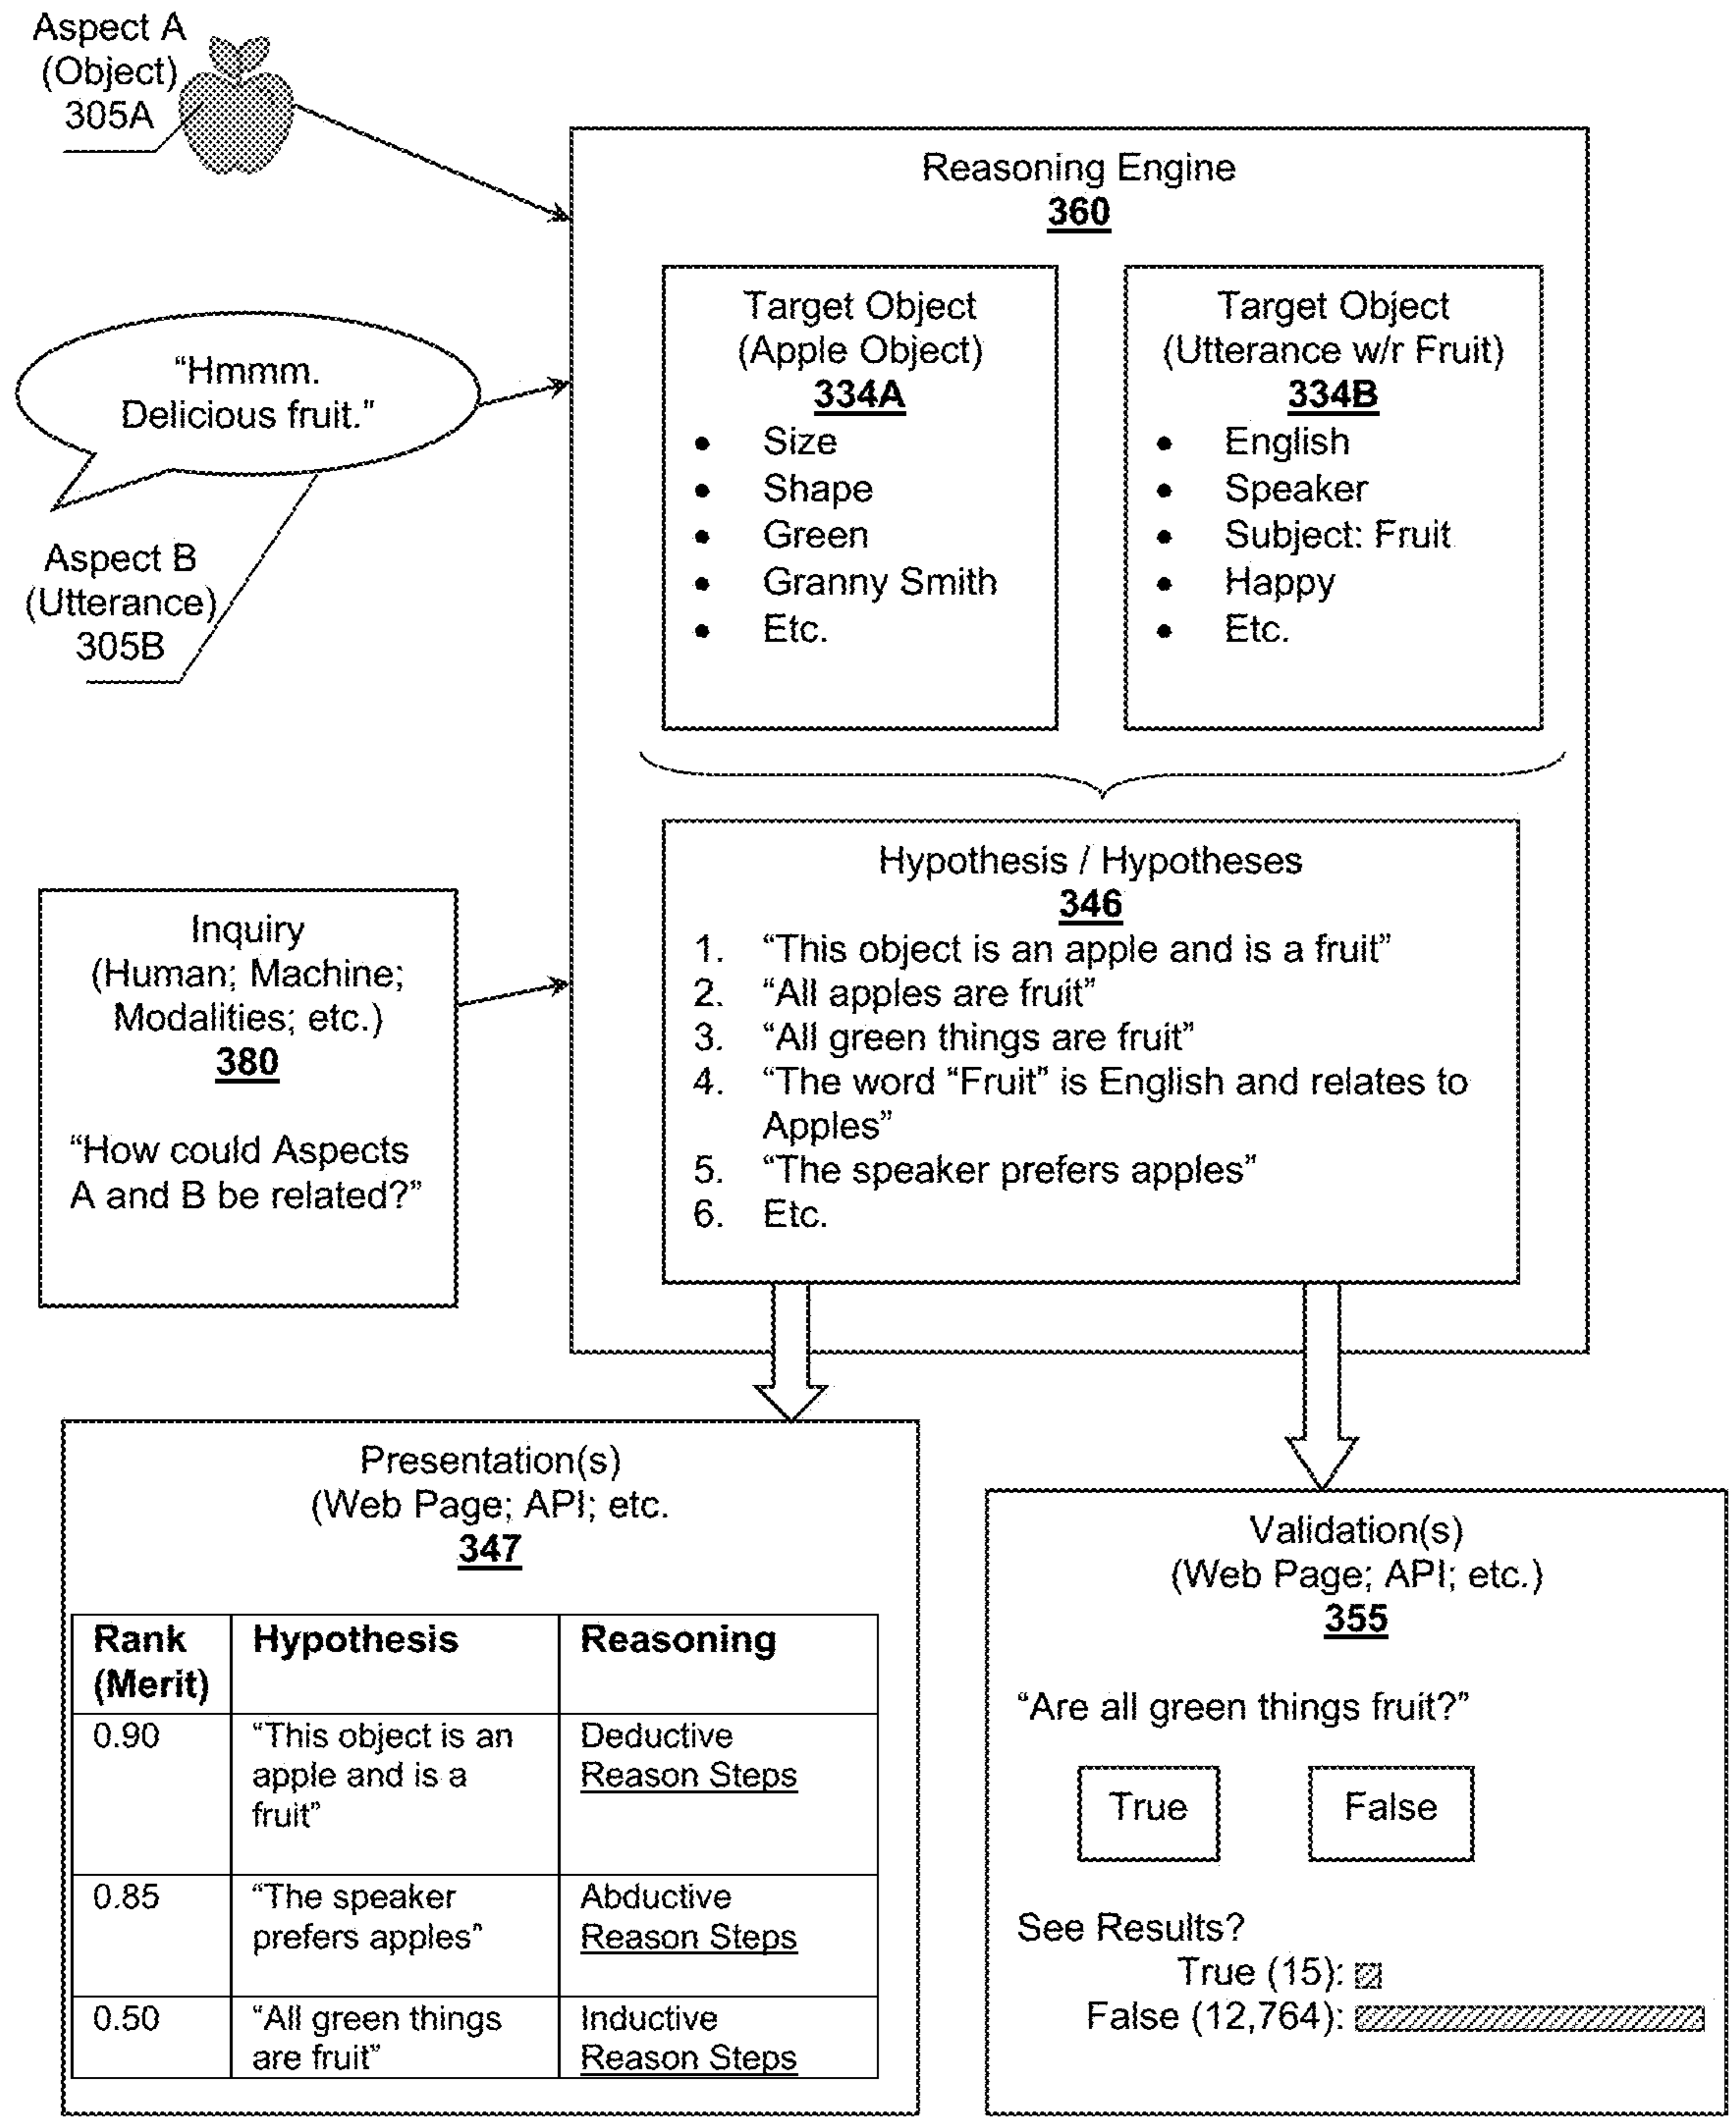 Aspect A
(Object)
305A
"Hmmm.
Delicious fruit."
Aspect B
(Utterance)
305B
Inquiry
(Human; Machine;
Modalities; etc.)
380
"How could Aspects
A and B be related?"
Reasoning Engine
360
Target Object
(Apple Object)
334A
• Size
• Shape
• Green
• Granny Smith
• Etc.
Target Object
(Utterance w/r Fruit)
334B
• English
• Speaker
• Subject: Fruit
• Happy
• Etc.
Hypothesis / Hypotheses
346
1. "This object is an apple and is a fruit"
2. "All apples are fruit"
3. "All green things are fruit"
4. "The word "Fruit" is English and relates to
Apples"
5. "The speaker prefers apples"
6. Etc.
Presentation(s)
(Web Page; API; etc.
347
Rank
(Merit)
Hypothesis
Reasoning
0.90
"This object is an
apple and is a
fruit"
Deductive
Reason Steps
0.85
"The speaker
prefers apples"
Abductive
Reason Steps
0.50
"All green things
are fruit"
Inductive
Reason Steps
Validation(s)
(Web Page; API; etc.)
355
"Are all green things fruit?"
True
False
See Results?
True (15):
False (12,764):